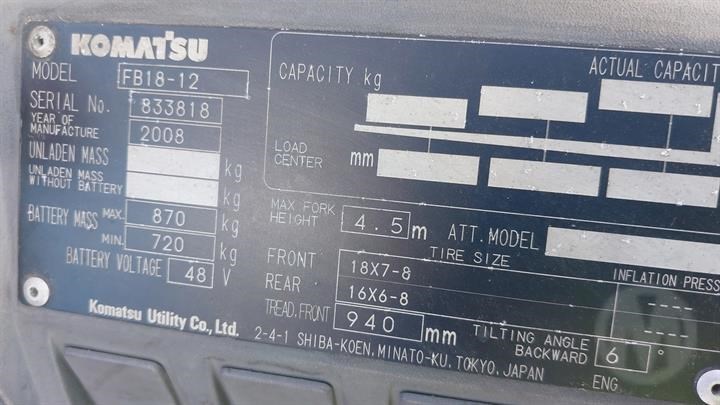 KOMATSU
MODEL FB18-12
SERIAL No. 833818
YEAR OF MANUFACTURE 2008
UNLADEN MASS kg
UNLADEN MASS WITHOUT BATTERY kg
BATTERY MASS MAX. 870 kg
MIN. 720 kg
BATTERY VOLTAGE 48 V
Komatsu Utility Co., Ltd.
CAPACITY kg
ACTUAL CAPACIT
LOAD CENTER mm
MAX FORK HEIGHT 4.5 m
ATT. MODEL
TIRE SIZE
INFLATION PRESS
FRONT 18X7-8 ----
REAR 16X6-8 ----
TREAD.FRONT 940 mm
TILTING ANGLE BACKWARD 6 °
2-4-1 SHIBA-KOEN, MINATO-KU, TOKYO, JAPAN
ENG